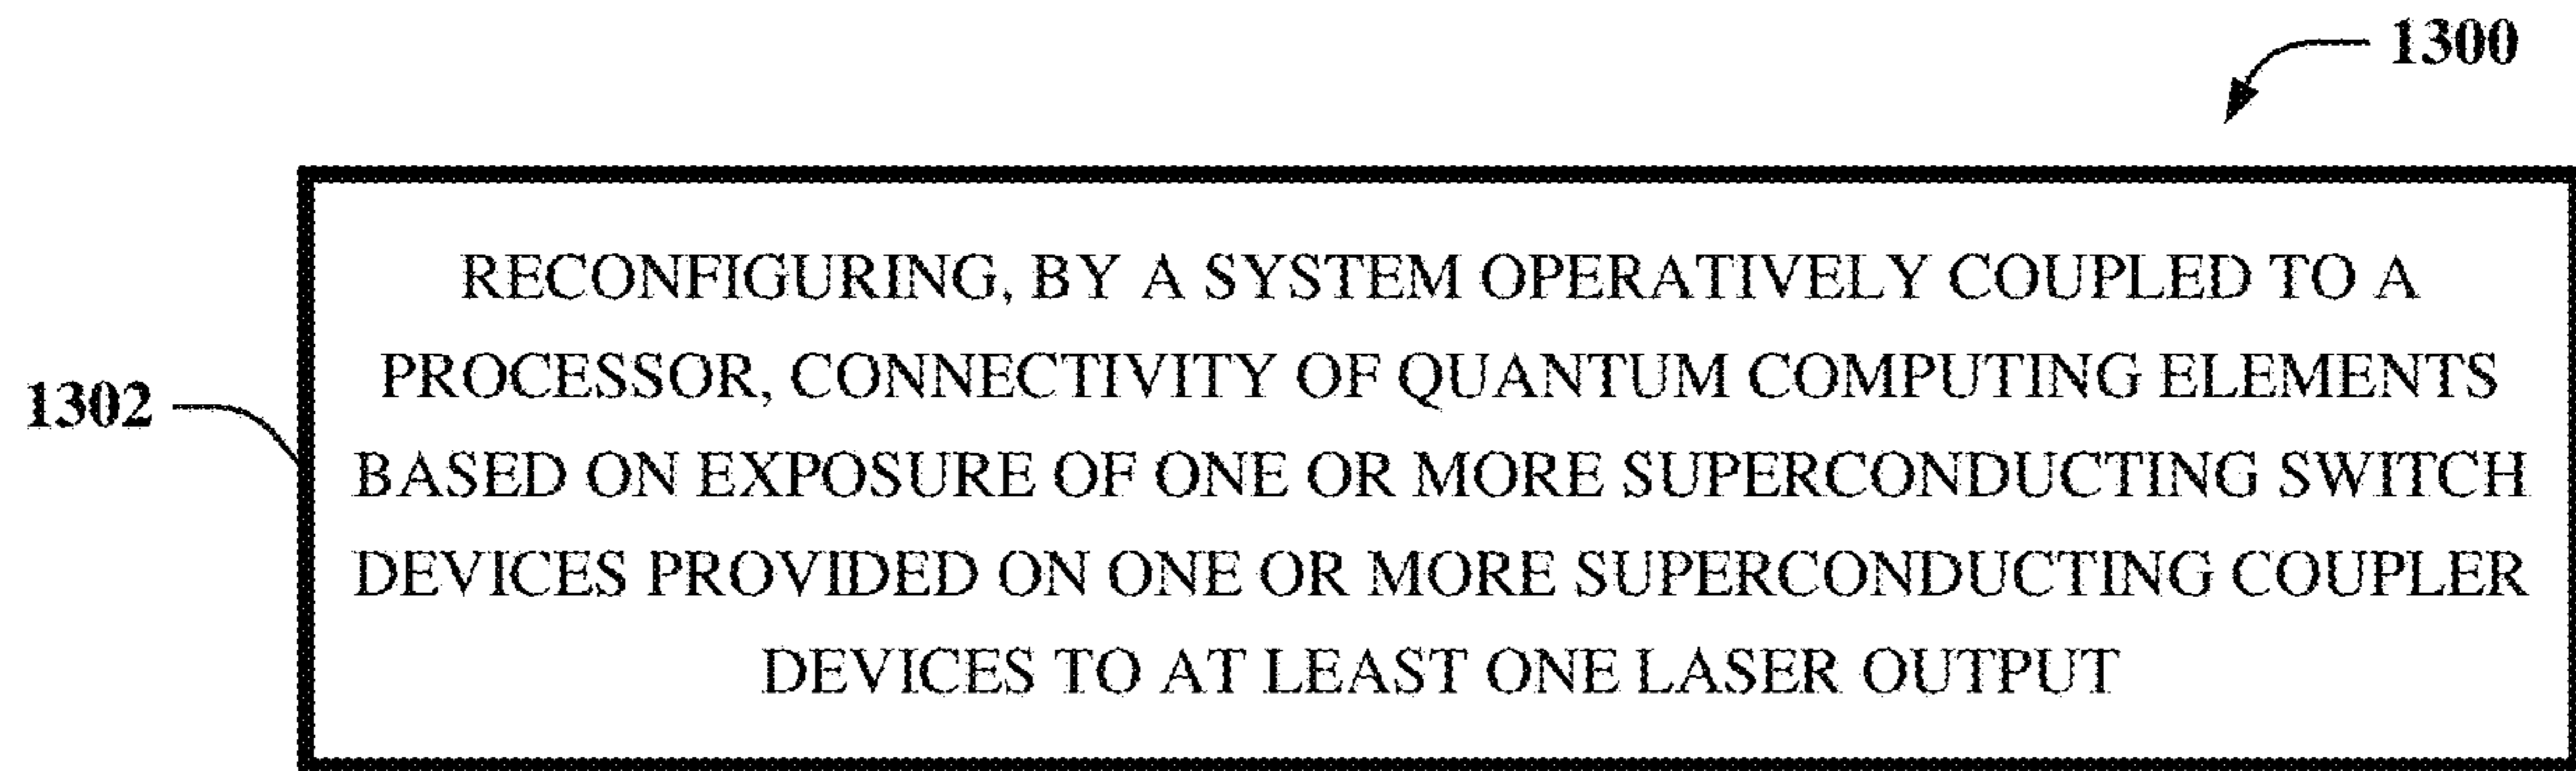 1300
RECONFIGURING, BY A SYSTEM OPERATIVELY COUPLED TO A
PROCESSOR, CONNECTIVITY OF QUANTUM COMPUTING ELEMENTS
1302
BASED ON EXPOSURE OF ONE OR MORE SUPERCONDUCTING SWITCH
DEVICES PROVIDED ON ONE OR MORE SUPERCONDUCTING COUPLER
DEVICES TO AT LEAST ONE LASER OUTPUT